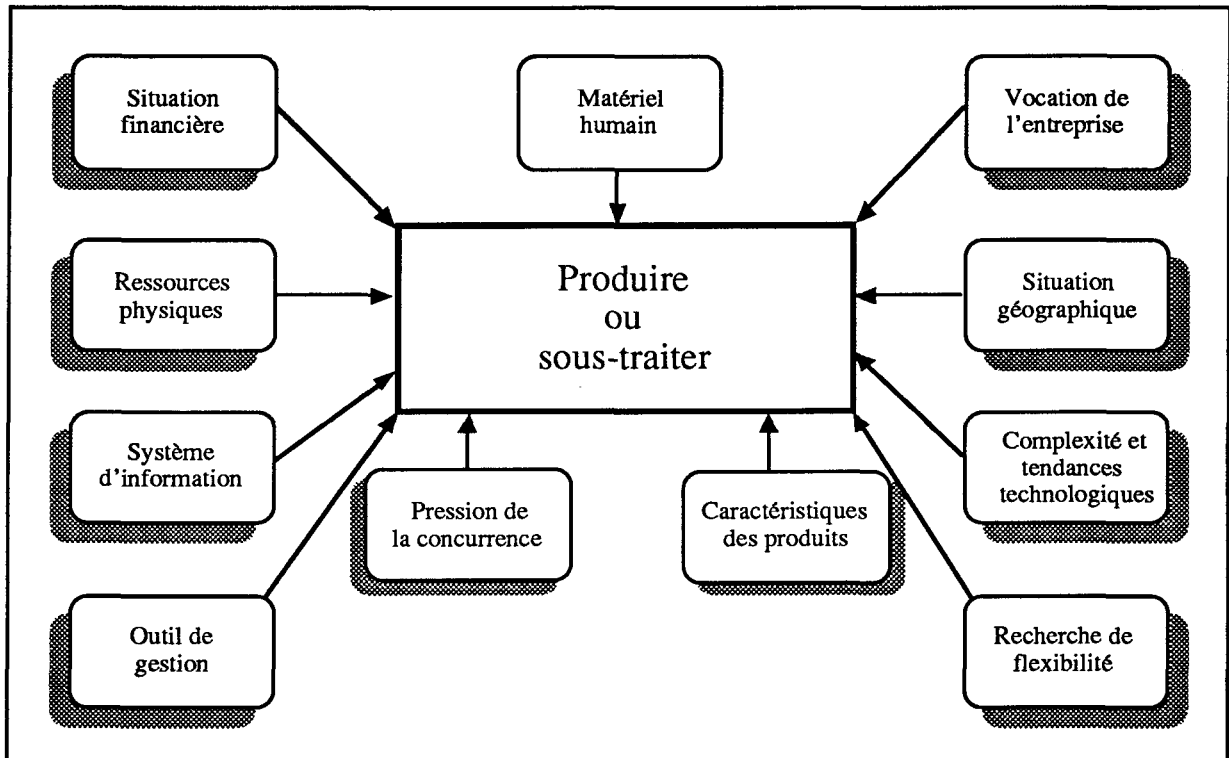 Situation
financière
Matériel
humain
Vocation de
l'entreprise
Ressources
physiques
Produire
ou
sous-traiter
Situation
géographique
Système
d'information
Pression de
la concurrence
Caractéristiques
des produits
Complexité et
tendances
technologiques
Outil de
gestion
Recherche de
flexibilité